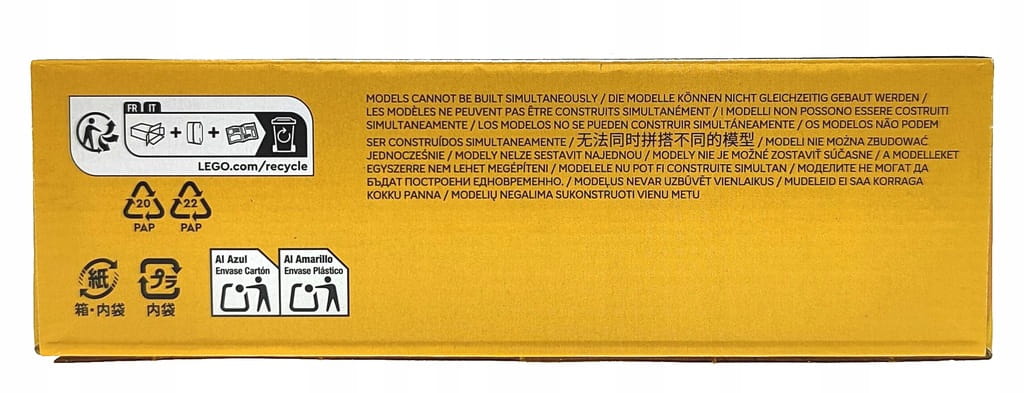 FR IT
LEGO.com/recycle
20
PAP
22
PAP
紙
箱・内袋
プラ
内袋
Al Azul
Envase Cartón
Al Amarillo
Envase Plástico
MODELS CANNOT BE BUILT SIMULTANEOUSLY / DIE MODELLE KÖNNEN NICHT GLEICHZEITIG GEBAUT WERDEN /
LES MODÈLES NE PEUVENT PAS ÊTRE CONSTRUITS SIMULTANÉMENT / I MODELLI NON POSSONO ESSERE COSTRUITI
SIMULTANEAMENTE / LOS MODELOS NO SE PUEDEN CONSTRUIR SIMULTÁNEAMENTE / OS MODELOS NÃO PODEM
SER CONSTRUÍDOS SIMULTANEAMENTE / 无法同时拼搭不同的模型 / MODELI NIE MOŻNA ZBUDOWAĆ
JEDNOCZEŚNIE / MODELY NELZE SESTAVIT NAJEDNOU / MODELY NIE JE MOŽNÉ ZOSTAVIŤ SÚČASNE / A MODELLEKET
EGYSZERRE NEM LEHET MEGÉPÍTENI / MODELELE NU POT FI CONSTRUITE SIMULTAN / МОДЕЛИТЕ НЕ МОГАТ ДА
БЪДАТ ПОСТРОЕНИ ЕДНОВРЕМЕННО. / MODEĻUS NEVAR UZBŪVĒT VIENLAIKUS / MUDELEID EI SAA KORRAGA
KOKKU PANNA / MODELIŲ NEGALIMA SUKONSTRUOTI VIENU METU